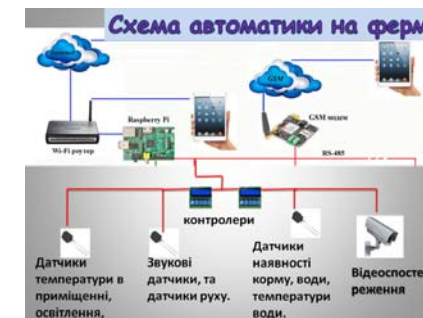 Схема автоматики на ферм
GSM
Raspberry Pi
GSM модем
Wi-Fi роутор
RS-485
контролери
Датчики
температури в
приміщенні,
освітлення,
Звукові
датчики, та
датчики руху.
Датчики
наявності
корму, води,
температури
води.
Відеоспосте
реження